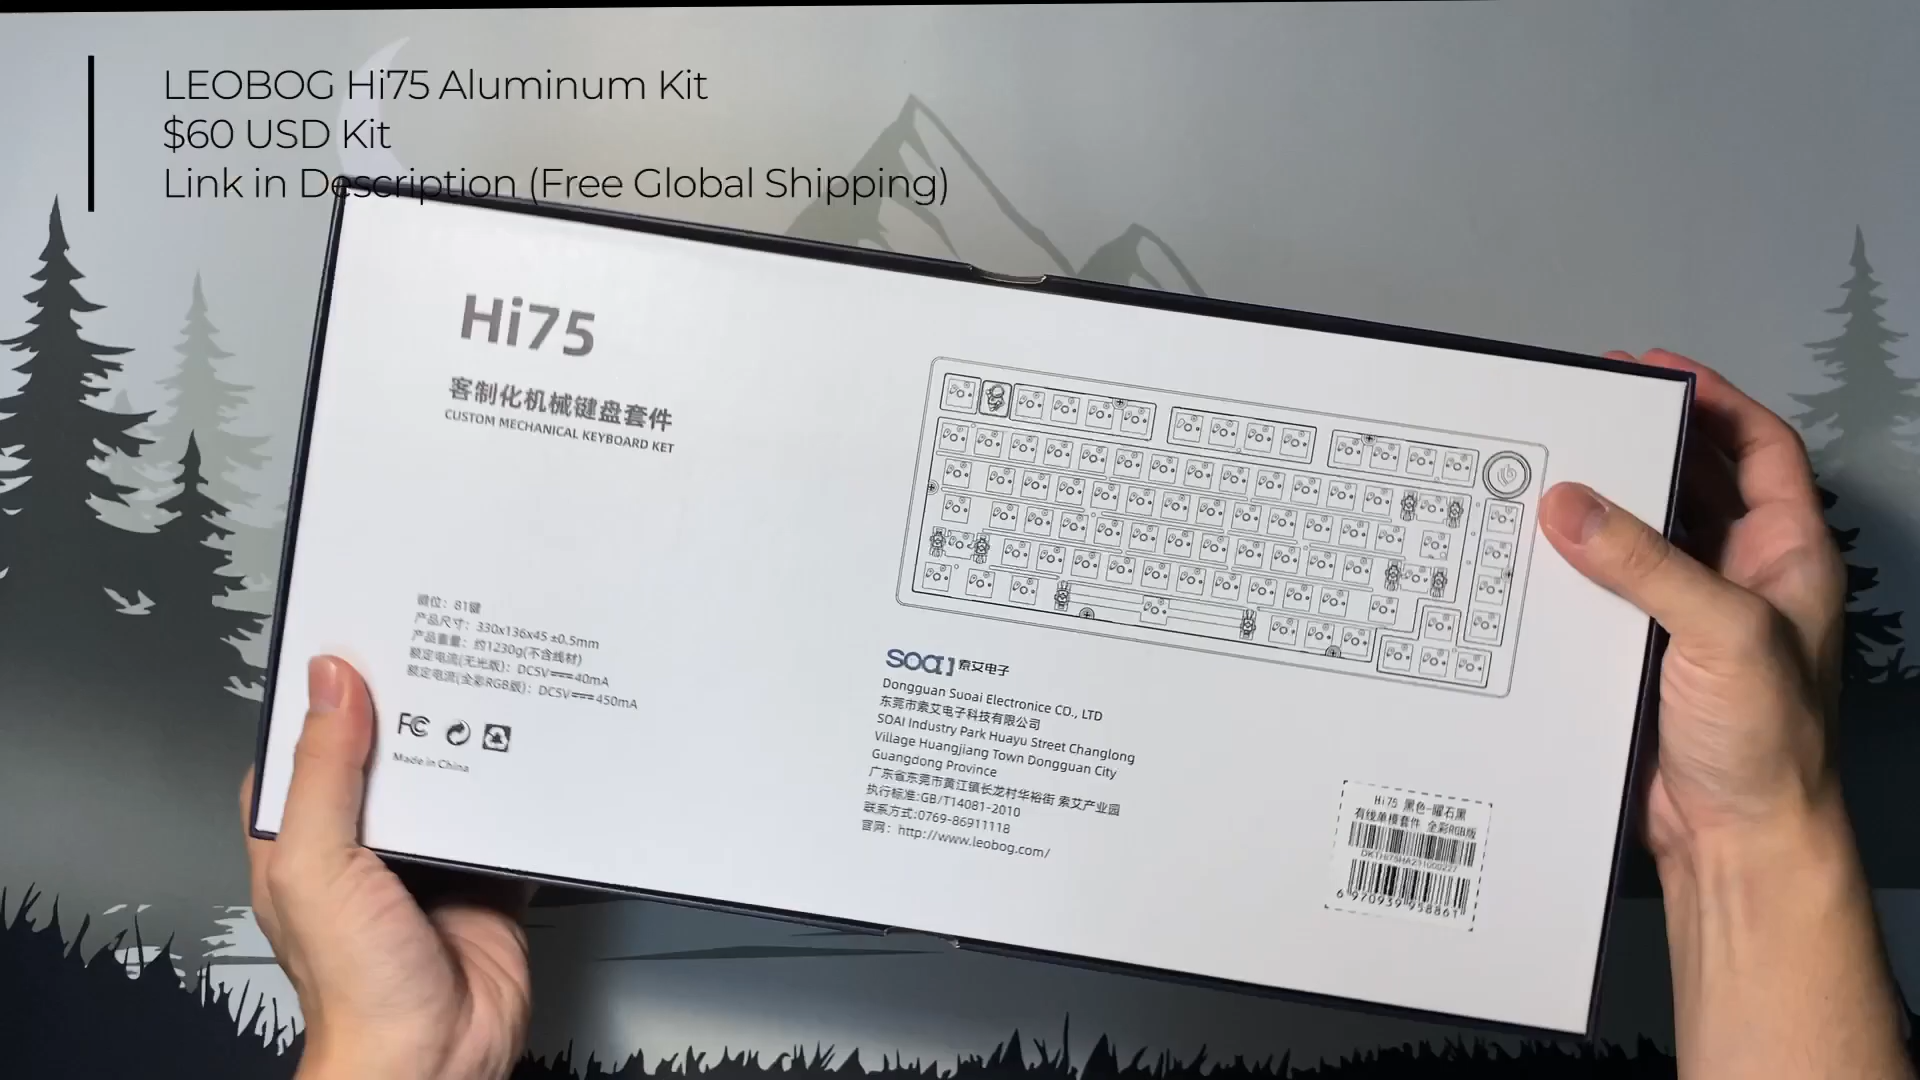 LEOBOG Hi75 Aluminum Kit
$60 USD Kit
Link in Description (Free Global Shipping)
Hi75
客制化机械键盘套件
CUSTOM MECHANICAL KEYBOARD KET
键位：81键
产品尺寸：330x136x45 ±0.5mm
产品重量：约1230g(不含线材)
额定电流(无光版)：DC5V⎓40mA
额定电流(全彩RGB版)：DC5V⎓450mA
FC
Made in China
soai 索艾电子
Dongguan Suoai Electronice CO., LTD
东莞市索艾电子科技有限公司
SOAI Industry Park Huayu Street Changlong
Village Huangjiang Town Dongguan City
Guangdong Province
广东省东莞市黄江镇长龙村华裕街 索艾产业园
执行标准:GB/T14081-2010
联系方式:0769-86911118
官网：http://www.leobog.com/
Hi75 黑色-曜石黑
有线单模套件 全彩RGB版
6 970939 958861